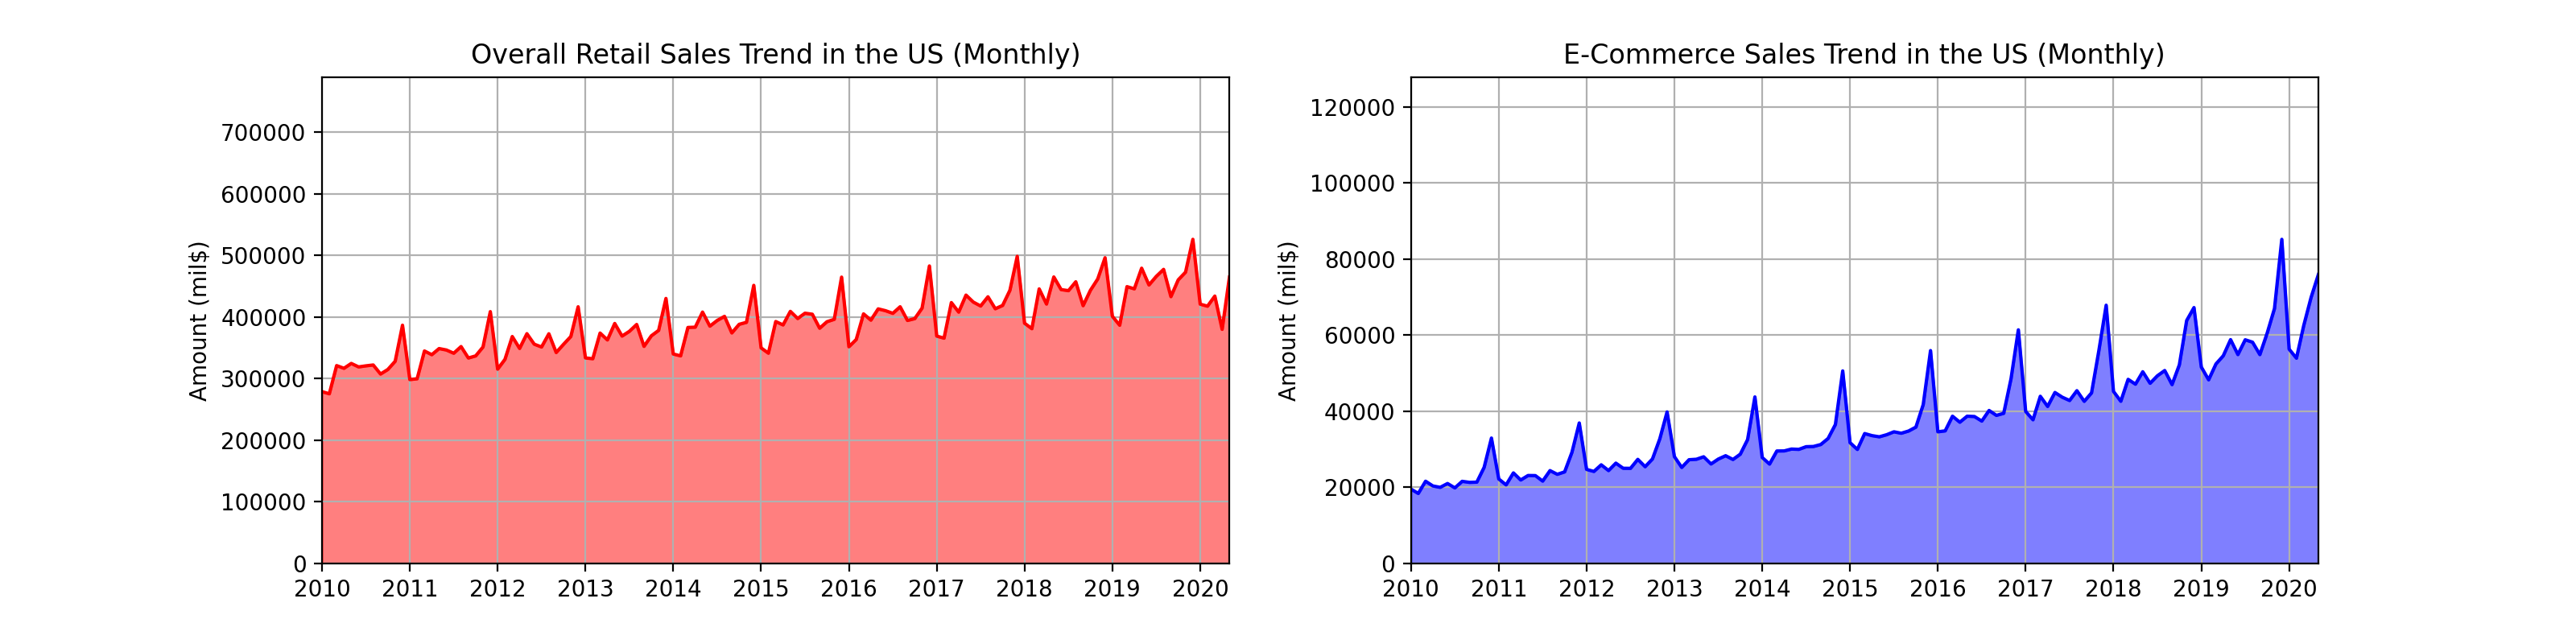 Overall Retail Sales Trend in the US (Monthly)
Amount (mil$)
700000
600000
500000
400000
300000
200000
100000
0
2010 2011 2012 2013 2014 2015 2016 2017 2018 2019 2020
E-Commerce Sales Trend in the US (Monthly)
Amount (mil$)
120000
100000
80000
60000
40000
20000
0
2010 2011 2012 2013 2014 2015 2016 2017 2018 2019 2020